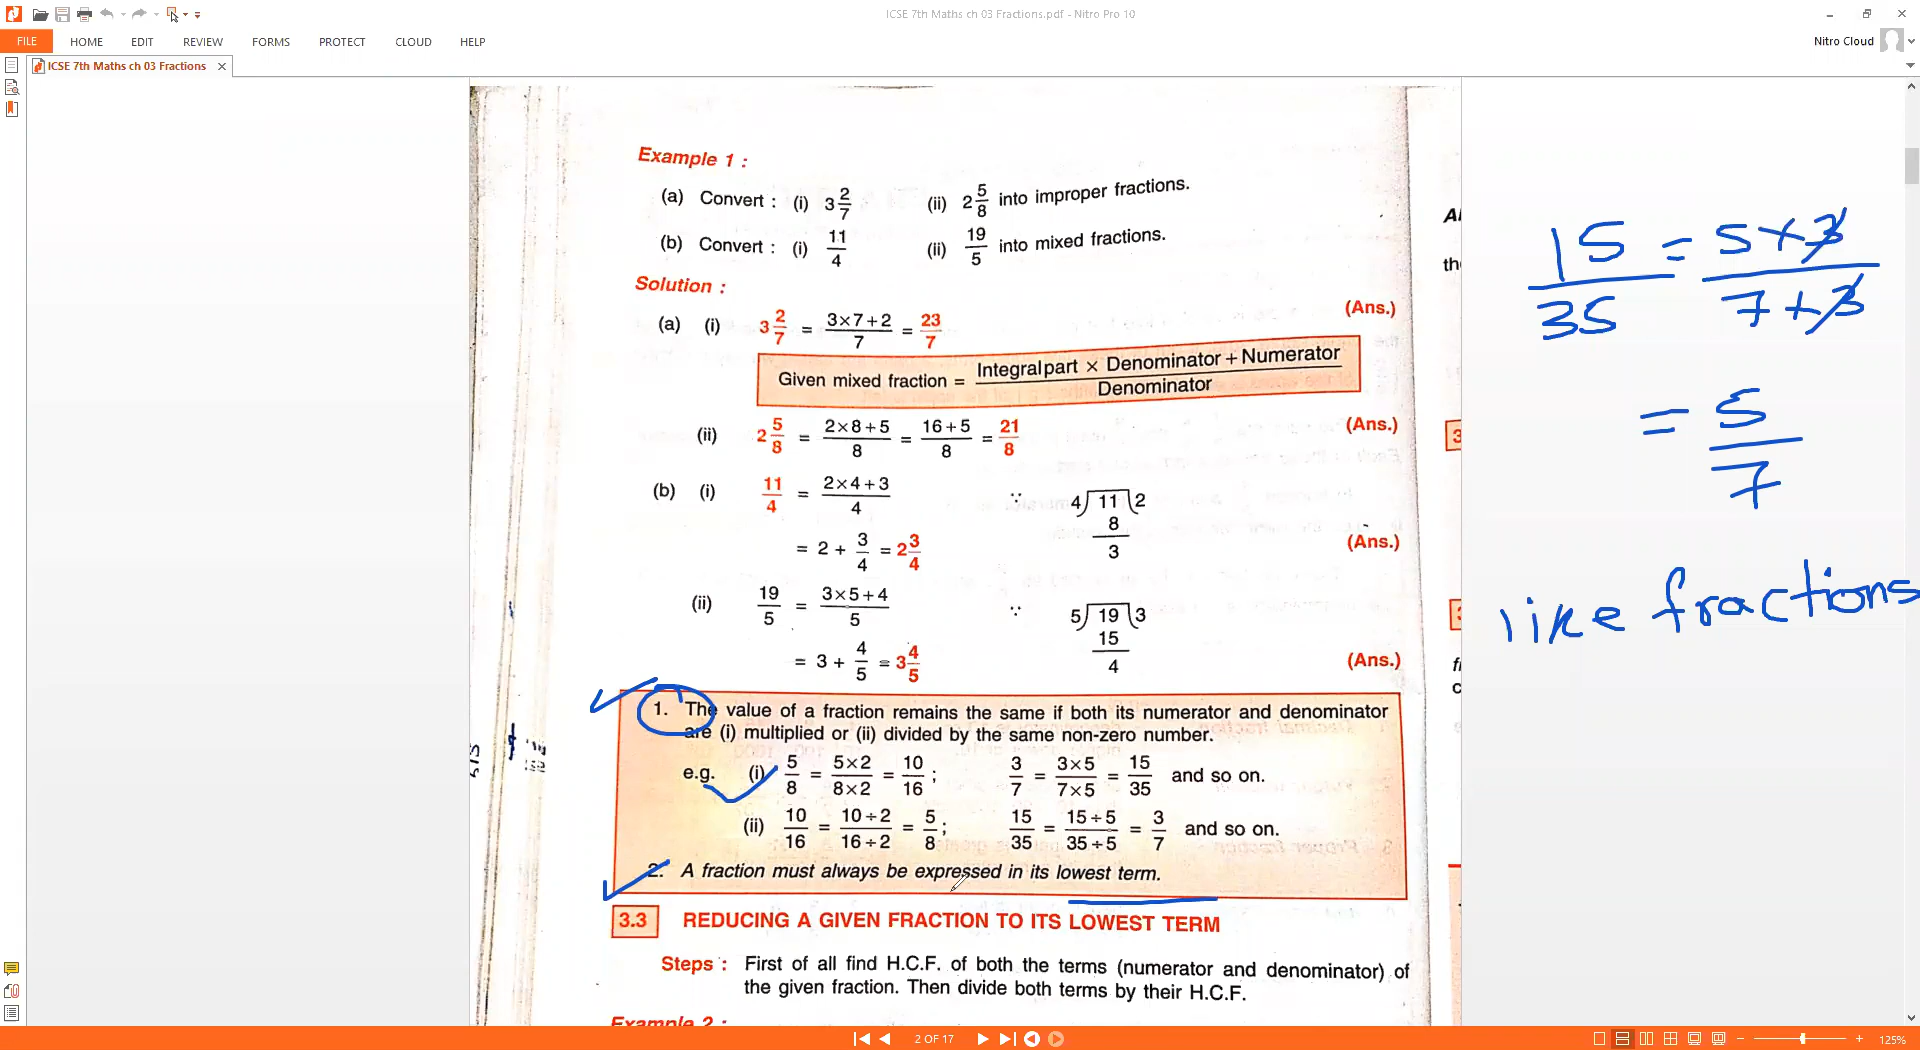 ICSE 7th Maths ch 03 Fractions.pdf - Nitro Pro 10
FILE HOME EDIT REVIEW FORMS PROTECT CLOUD HELP
Nitro Cloud
ICSE 7th Maths ch 03 Fractions
Example 1 :
(a) Convert : (i) 3 2/7 (ii) 2 5/8 into improper fractions.
(b) Convert : (i) 11/4 (ii) 19/5 into mixed fractions.
Solution :
(a) (i) 3 2/7 = (3×7+2)/7 = 23/7 (Ans.)
Given mixed fraction = (Integral part × Denominator + Numerator)/Denominator
(ii) 2 5/8 = (2×8+5)/8 = (16+5)/8 = 21/8 (Ans.)
(b) (i) 11/4 = (2×4+3)/4 ∵ 4) 11 (2
8
= 2 + 3/4 = 2 3/4 3 (Ans.)
(ii) 19/5 = (3×5+4)/5 ∵ 5) 19 (3
15
= 3 + 4/5 = 3 4/5 4 (Ans.)
1. The value of a fraction remains the same if both its numerator and denominator
are (i) multiplied or (ii) divided by the same non-zero number.
e.g. (i) 5/8 = (5×2)/(8×2) = 10/16 ; 3/7 = (3×5)/(7×5) = 15/35 and so on.
(ii) 10/16 = (10÷2)/(16÷2) = 5/8 ; 15/35 = (15÷5)/(35÷5) = 3/7 and so on.
2. A fraction must always be expressed in its lowest term.
3.3 REDUCING A GIVEN FRACTION TO ITS LOWEST TERM
Steps : First of all find H.C.F. of both the terms (numerator and denominator) of
the given fraction. Then divide both terms by their H.C.F.
Example 2 :
15/35 = (5×3)/(7+3)
= 5/7
like fractions
2 OF 17
125%